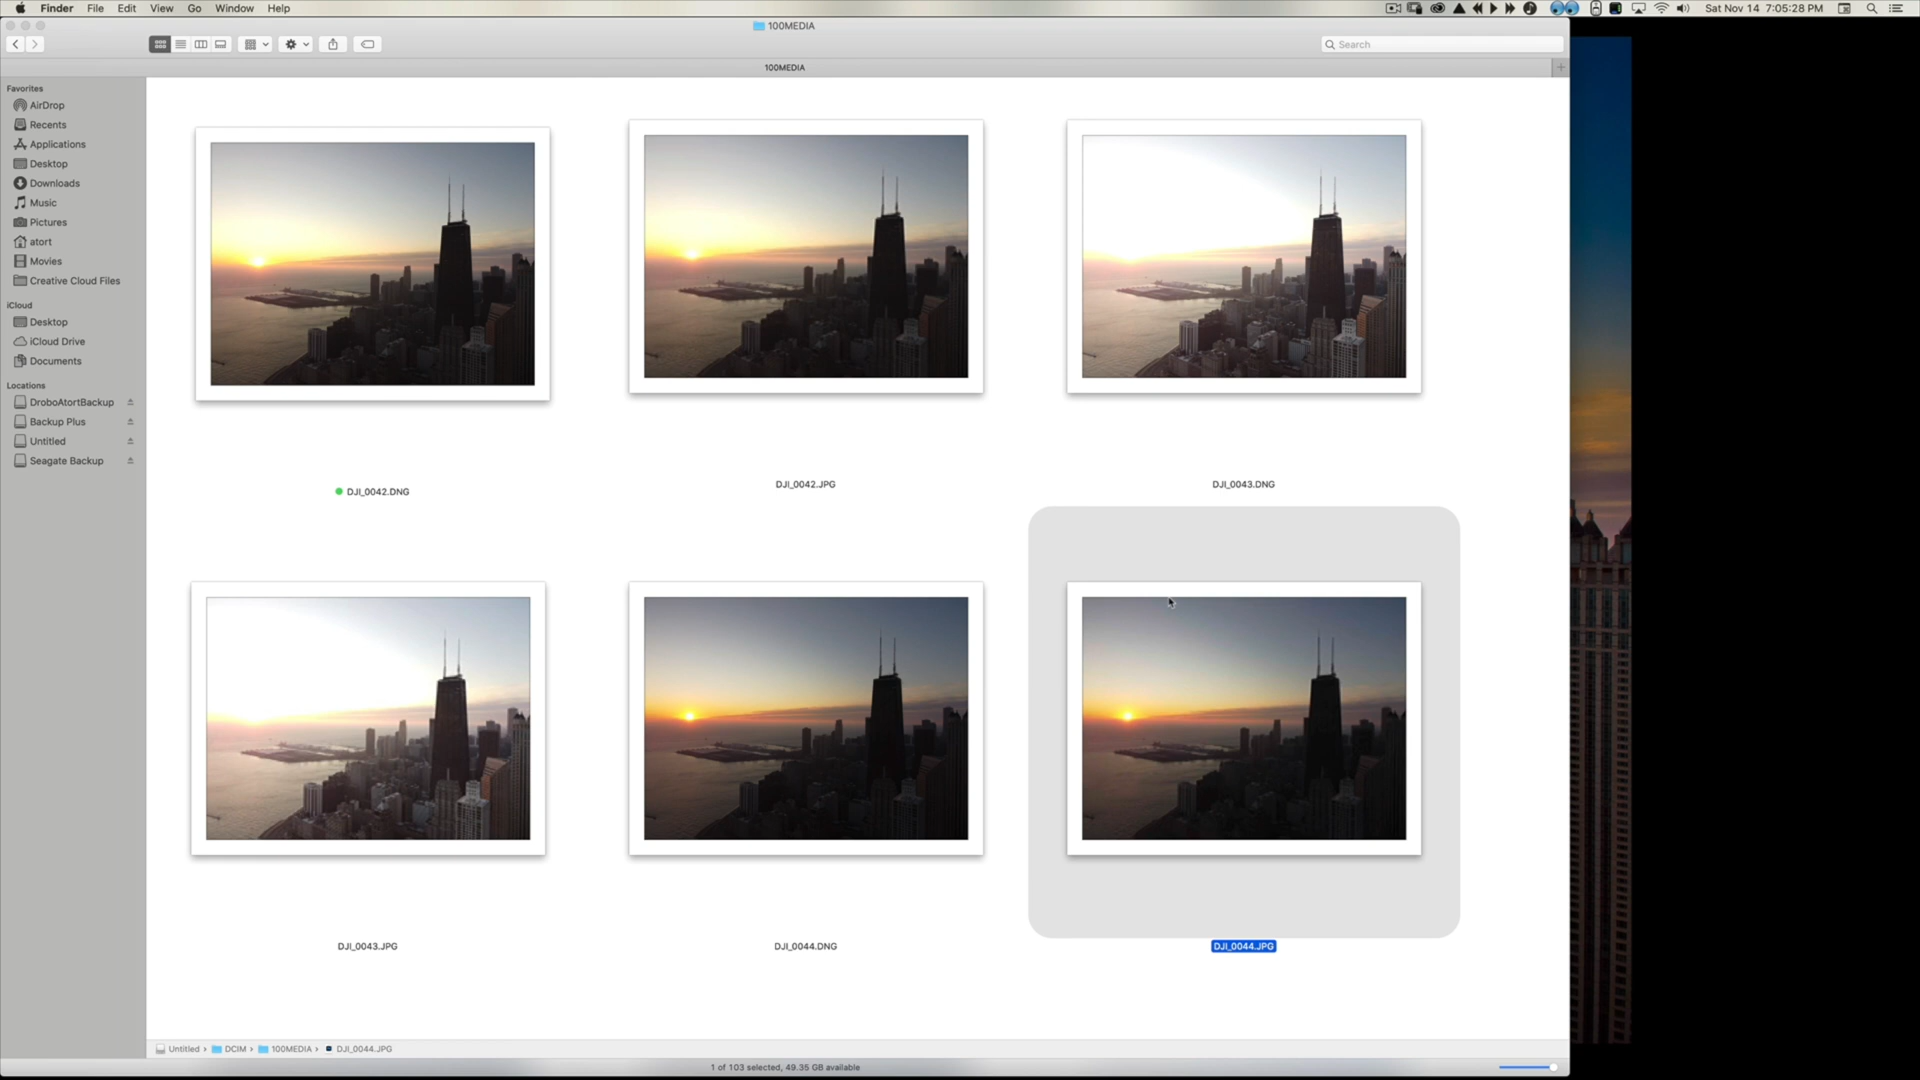 Finder File Edit View Go Window Help
Sat Nov 14 7:05:28 PM
100MEDIA
Search
100MEDIA
Favorites
AirDrop
Recents
Applications
Desktop
Downloads
Music
Pictures
atort
Movies
Creative Cloud Files
iCloud
Desktop
iCloud Drive
Documents
Locations
DroboAtortBackup
Backup Plus
Untitled
Seagate Backup
DJI_0042.DNG
DJI_0042.JPG
DJI_0043.DNG
DJI_0043.JPG
DJI_0044.DNG
DJI_0044.JPG
Untitled › DCIM › 100MEDIA › DJI_0044.JPG
1 of 103 selected, 49.35 GB available